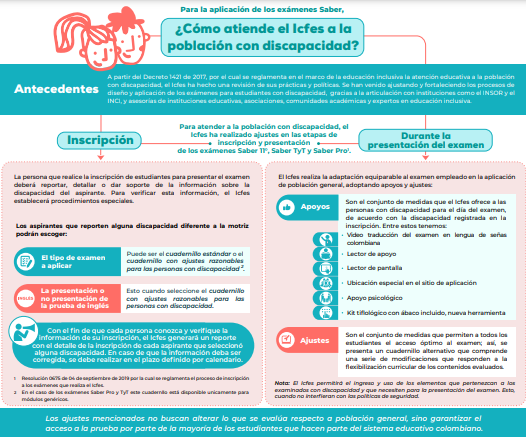 Para la aplicación de los exámenes Saber,
¿Cómo atiende el Icfes a la
población con discapacidad?
Antecedentes
A partir del Decreto 1421 de 2017, por el cual se reglamenta en el marco de la educación inclusiva la atención educativa a la población
con discapacidad, el Icfes ha hecho una revisión de sus prácticas y políticas. Se han venido ajustando y fortaleciendo los procesos de
diseño y aplicación de los exámenes para estudiantes con discapacidad, gracias a la articulación con instituciones como el INSOR y el
INCI, y asesorías de instituciones educativas, asociaciones, comunidades académicas y expertos en educación inclusiva.
Inscripción
Para atender a la población con discapacidad, el
Icfes ha realizado ajustes en las etapas de
inscripción y presentación
de los exámenes Saber 11°, Saber TyT y Saber Pro¹.
Durante la
presentación del examen
La persona que realice la inscripción de estudiantes para presentar el examen
deberá reportar, detallar o dar soporte de la información sobre la
discapacidad del aspirante. Para verificar esta información, el Icfes
establecerá procedimientos especiales.
Los aspirantes que reporten alguna discapacidad diferente a la motriz
podrán escoger:
El tipo de examen
a aplicar
Puede ser el cuadernillo estándar o el
cuadernillo con ajustes razonables
para las personas con discapacidad².
INGLÉS
La presentación o
no presentación de
la prueba de inglés
Esto cuando seleccione el cuadernillo
con ajustes razonables para las
personas con discapacidad.
Con el fin de que cada persona conozca y verifique la
información de su inscripción, el Icfes generará un reporte
con el detalle de la inscripción de cada aspirante que seleccionó
alguna discapacidad. En caso de que la información deba ser
corregida, se debe realizar en el plazo definido por calendario.
1 Resolución 0675 de 04 de septiembre de 2019 por la cual se reglamenta el proceso de inscripción
a los exámenes que realiza el Icfes.
2 En el caso de los exámenes Saber Pro y TyT este cuadernillo está disponible unicamente para
módulos genéricos.
El Icfes realiza la adaptación equiparable al examen empleado en la aplicación
de población general, adoptando apoyos y ajustes:
Apoyos
Son el conjunto de medidas que el Icfes ofrece a las
personas con discapacidad para el día del examen,
de acuerdo con la discapacidad registrada en la
inscripción. Entre estos tenemos:
· Video traducción del examen en lengua de señas
colombiana
· Lector de apoyo
· Lector de pantalla
· Ubicación especial en el sitio de aplicación
· Apoyo psicológico
· Kit tiflológico con ábaco incluido, nueva herramienta
Ajustes
Son el conjunto de medidas que permiten a todos los
estudiantes el acceso óptimo al examen; así, se
presenta un cuadernillo alternativo que comprende
una serie de modificaciones que responden a la
flexibilización curricular de los contenidos evaluados.
Nota: El Icfes permitirá el ingreso y uso de los elementos que pertenezcan a los
examinados con discapacidad y que necesiten para la presentación del examen. Esto,
cuando no interfieran con las políticas de seguridad.
Los ajustes mencionados no buscan alterar lo que se evalúa respecto a población general, sino garantizar el
acceso a la prueba por parte de la mayoría de los estudiantes que hacen parte del sistema educativo colombiano.